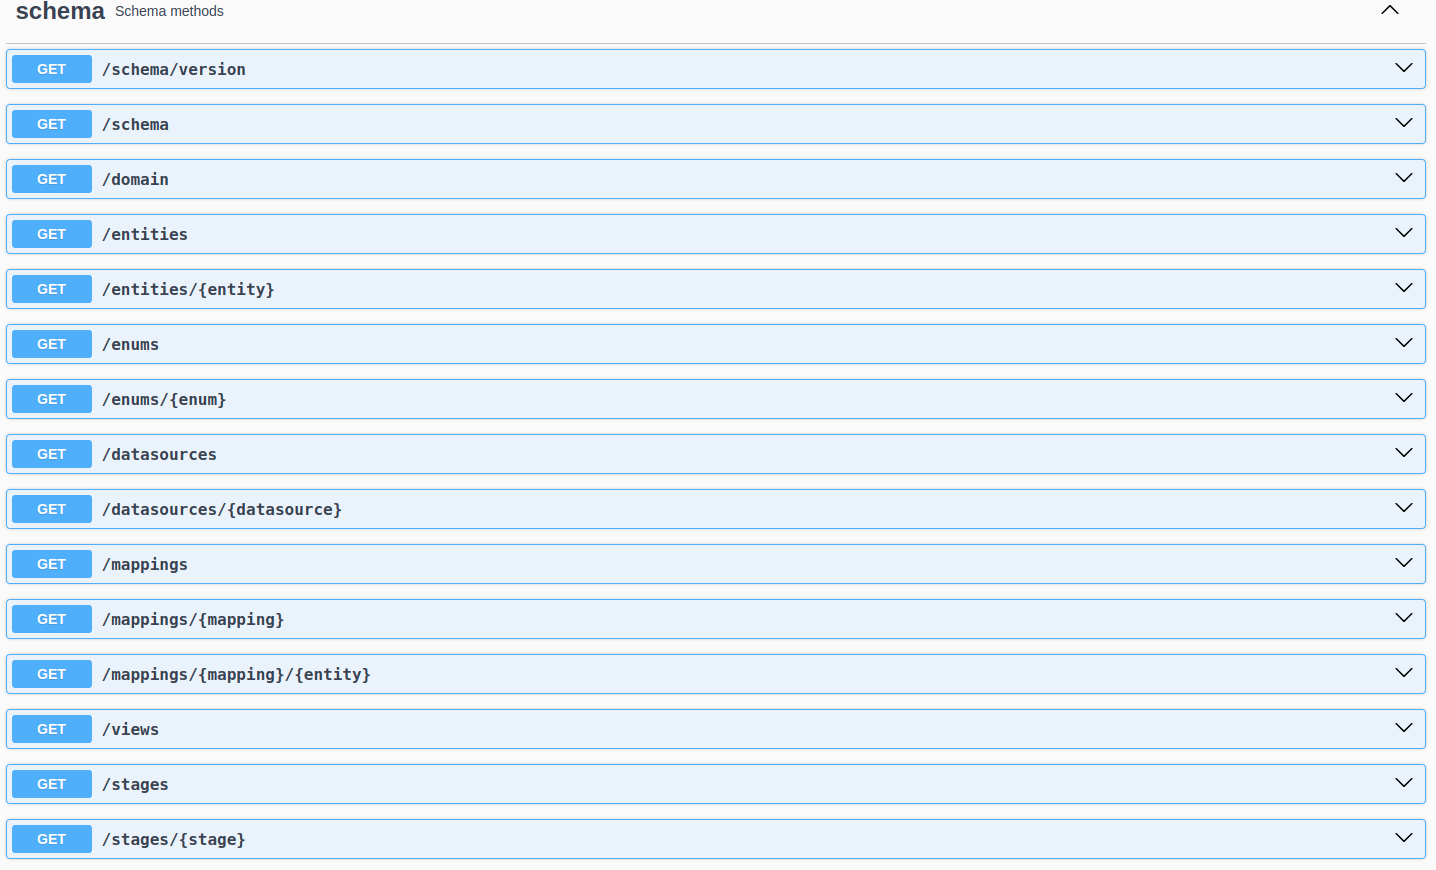 schema Schema methods
GET /schema/version
GET /schema
GET /domain
GET /entities
GET /entities/{entity}
GET /enums
GET /enums/{enum}
GET /datasources
GET /datasources/{datasource}
GET /mappings
GET /mappings/{mapping}
GET /mappings/{mapping}/{entity}
GET /views
GET /stages
GET /stages/{stage}